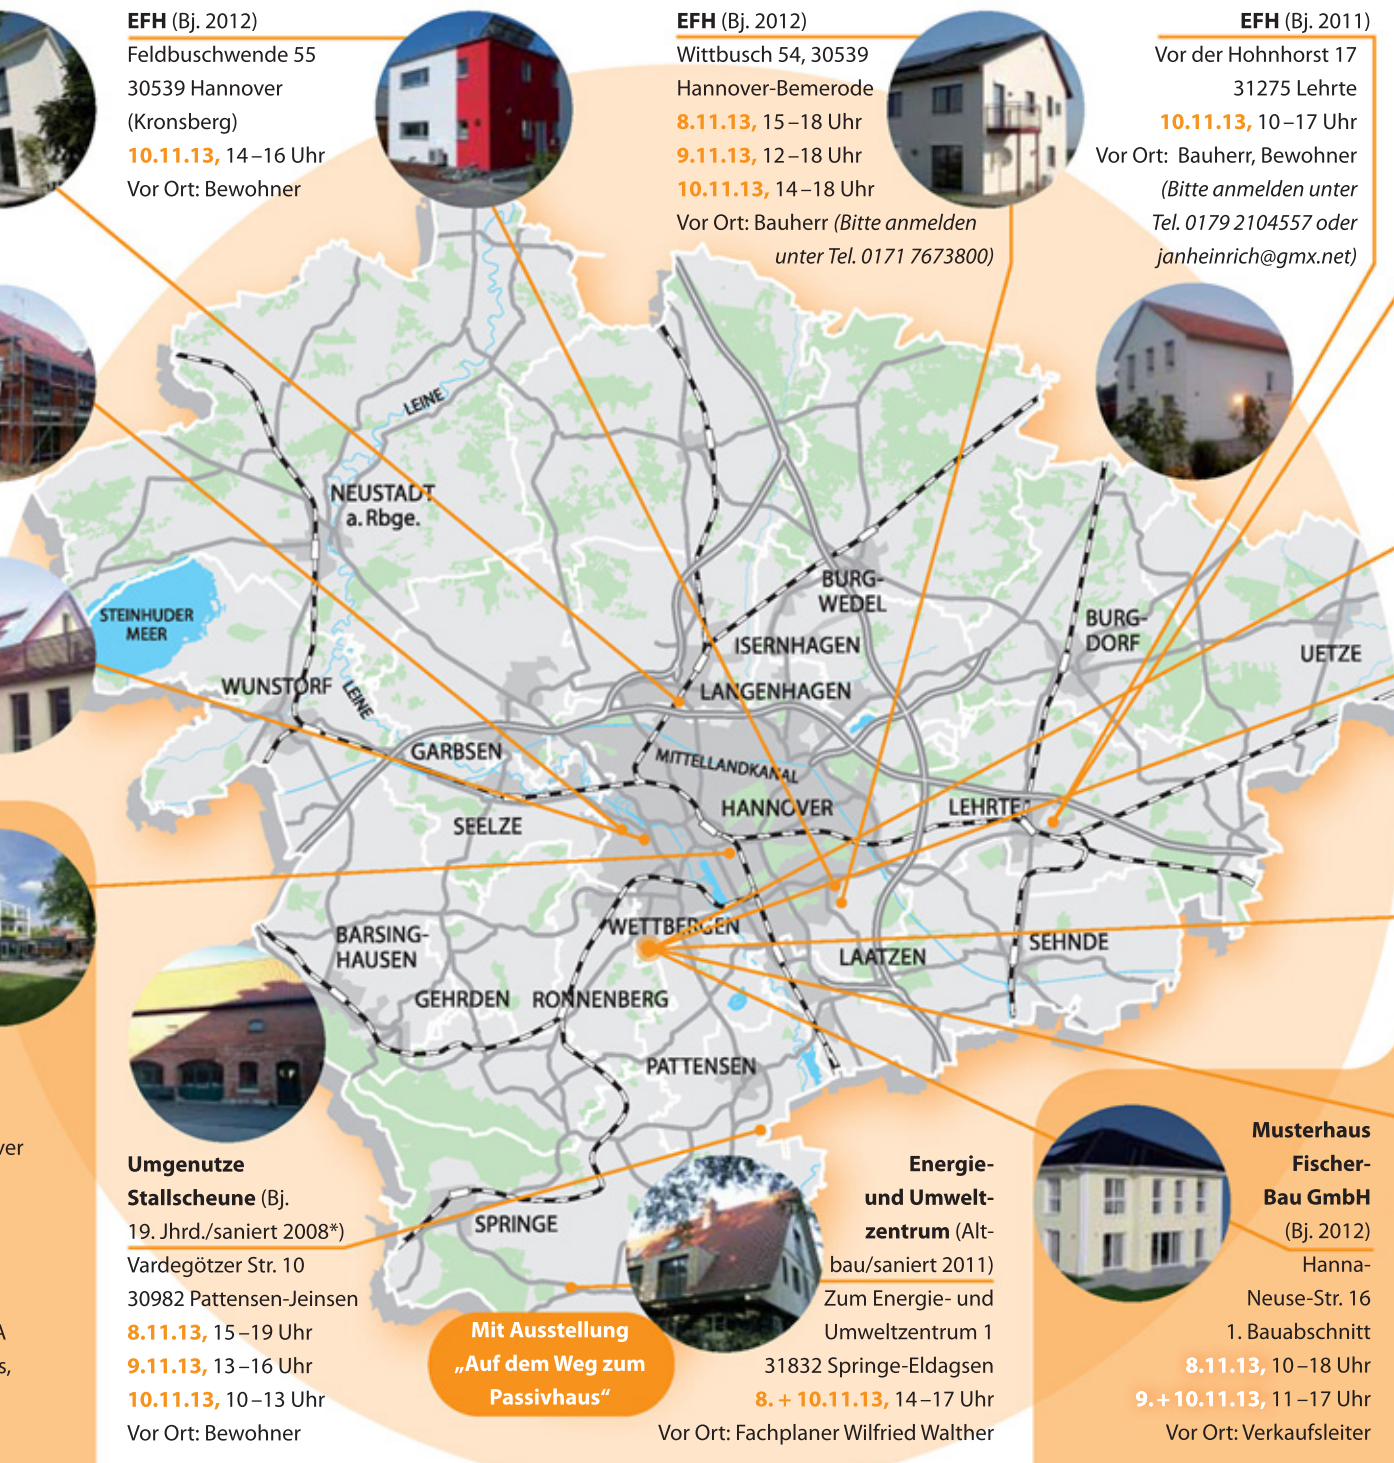 EFH (Bj. 2012)
Feldbuschwende 55
30539 Hannover
(Kronsberg)
10.11.13, 14–16 Uhr
Vor Ort: Bewohner
EFH (Bj. 2012)
Wittbusch 54, 30539
Hannover-Bemerode
8.11.13, 15–18 Uhr
9.11.13, 12–18 Uhr
10.11.13, 14–18 Uhr
Vor Ort: Bauherr (Bitte anmelden
unter Tel. 0171 7673800)
EFH (Bj. 2011)
Vor der Hohnhorst 17
31275 Lehrte
10.11.13, 10–17 Uhr
Vor Ort: Bauherr, Bewohner
(Bitte anmelden unter
Tel. 0179 2104557 oder
janheinrich@gmx.net)
LEINE
NEUSTADT
a. Rbge.
STEINHUDER
MEER
BURG-
WEDEL
BURG-
DORF
ISERNHAGEN
UETZE
WUNSTORF
LEINE
LANGENHAGEN
GARBSEN
MITTELLANDKANAL
HANNOVER
LEHRTE
SEELZE
WETTBERGEN
BARSING-
HAUSEN
LAATZEN
SEHNDE
GEHRDEN
RONNENBERG
PATTENSEN
SPRINGE
ver
A
s,
Umgenutze
Stallscheune (Bj.
19. Jhrd./saniert 2008*)
Vardegötzer Str. 10
30982 Pattensen-Jeinsen
8.11.13, 15–19 Uhr
9.11.13, 13–16 Uhr
10.11.13, 10–13 Uhr
Vor Ort: Bewohner
Mit Ausstellung
„Auf dem Weg zum
Passivhaus“
Energie-
und Umwelt-
zentrum (Alt-
bau/saniert 2011)
Zum Energie- und
Umweltzentrum 1
31832 Springe-Eldagsen
8. + 10.11.13, 14–17 Uhr
Vor Ort: Fachplaner Wilfried Walther
Musterhaus
Fischer-
Bau GmbH
(Bj. 2012)
Hanna-
Neuse-Str. 16
1. Bauabschnitt
8.11.13, 10–18 Uhr
9. + 10.11.13, 11–17 Uhr
Vor Ort: Verkaufsleiter